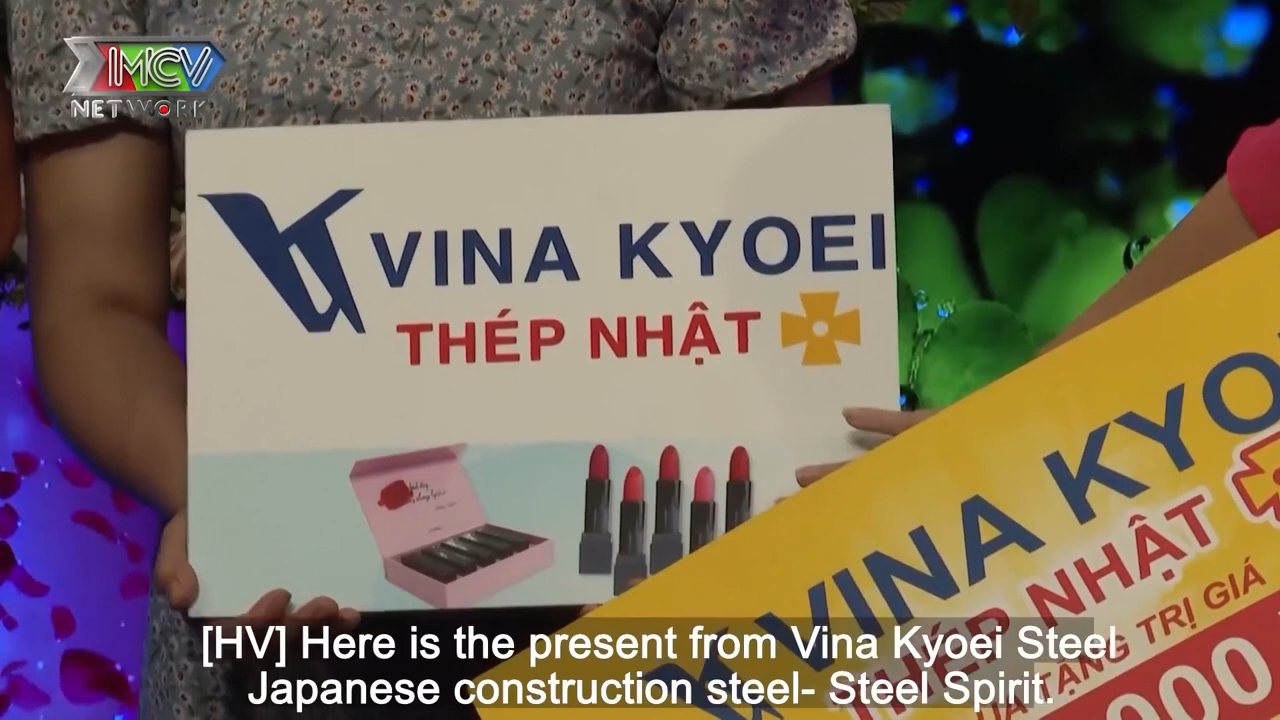 MCV
NETWORK
VINA KYOEI
THÉP NHẬT
VINA KYO
THÉP NHẬT
TRỊ GIÁ
000
[HV] Here is the present from Vina Kyoei Steel
Japanese construction steel- Steel Spirit.